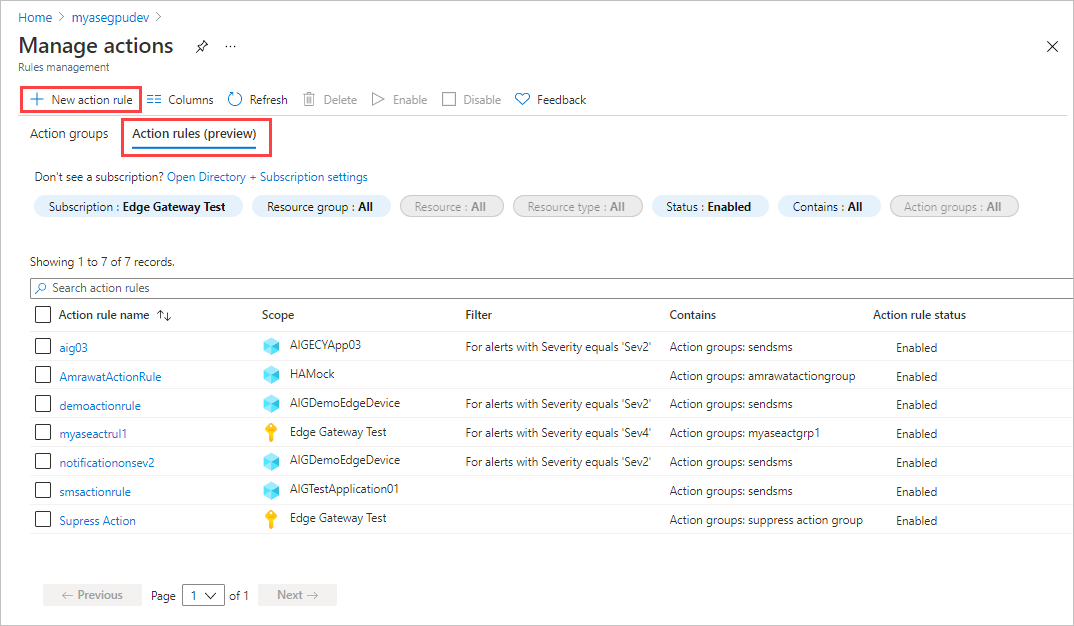 Home > myasegpudev >
Manage actions ...
Rules management
New action rule Columns Refresh Delete Enable Disable Feedback
Action groups Action rules (preview)
Don't see a subscription? Open Directory + Subscription settings
Subscription : Edge Gateway Test Resource group : All Resource : All Resource type : All Status : Enabled Contains : All Action groups : All
Showing 1 to 7 of 7 records.
Search action rules
Action rule name ↑↓ Scope Filter Contains Action rule status
aig03 AIGECYApp03 For alerts with Severity equals 'Sev2' Action groups: sendsms Enabled
AmrawatActionRule HAMock Action groups: amrawatactiongroup Enabled
demoactionrule AIGDemoEdgeDevice For alerts with Severity equals 'Sev2' Action groups: sendsms Enabled
myaseactrul1 Edge Gateway Test For alerts with Severity equals 'Sev4' Action groups: myaseactgrp1 Enabled
notificationonsev2 AIGDemoEdgeDevice For alerts with Severity equals 'Sev2' Action groups: sendsms Enabled
smsactionrule AIGTestApplication01 Action groups: sendsms Enabled
Supress Action Edge Gateway Test Action groups: suppress action group Enabled
← Previous Page 1 of 1 Next →